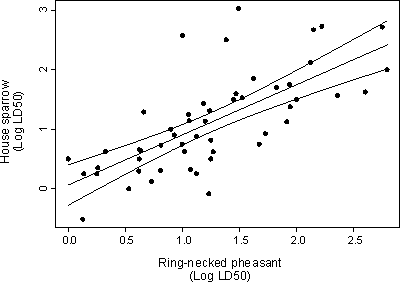 House sparrow
(Log LD50)
3
2
1
0
0.0 0.5 1.0 1.5 2.0 2.5
Ring-necked pheasant
(Log LD50)